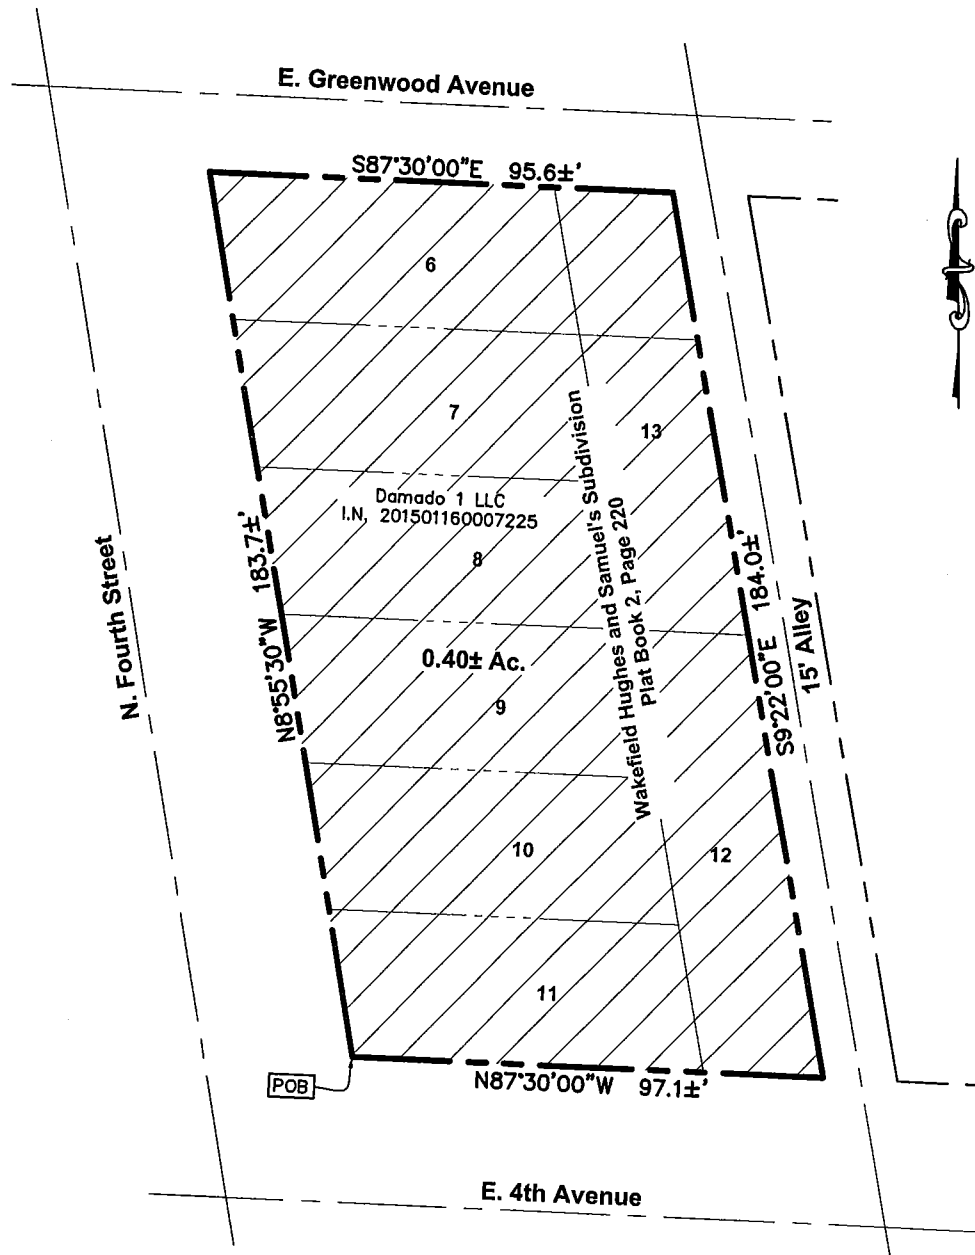 E. Greenwood Avenue
S87°30'00"E 95.6±'
6
7
13
Damado 1 LLC
I.N, 201501160007225
8
0.40± Ac.
9
10
12
11
N. Fourth Street
N8°55'30"W 183.7±'
Wakefield Hughes and Samuel's Subdivision
Plat Book 2, Page 220
S9°22'00"E 184.0±'
15' Alley
POB
N87°30'00"W 97.1±'
E. 4th Avenue